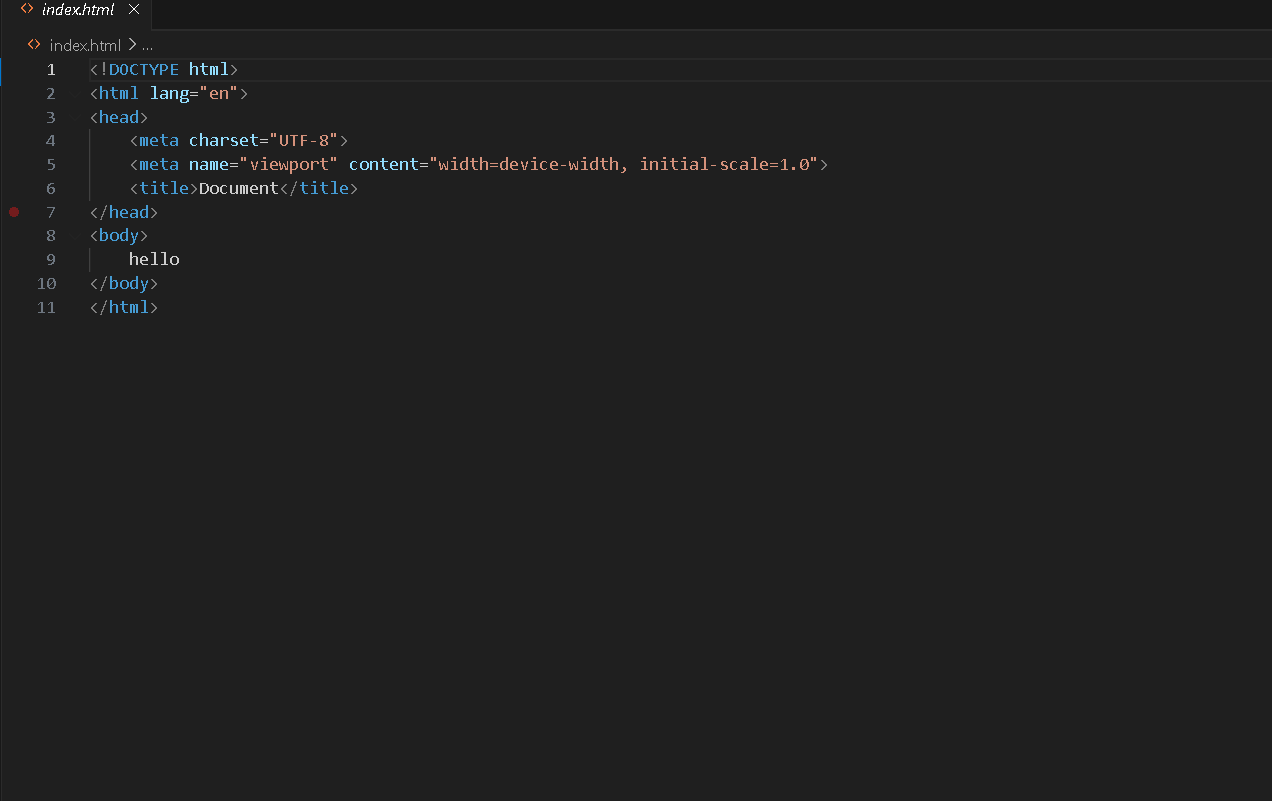 index.html
index.html > ...
1 <!DOCTYPE html>
2 <html lang="en">
3 <head>
4     <meta charset="UTF-8">
5     <meta name="viewport" content="width=device-width, initial-scale=1.0">
6     <title>Document</title>
7 </head>
8 <body>
9     hello
10 </body>
11 </html>